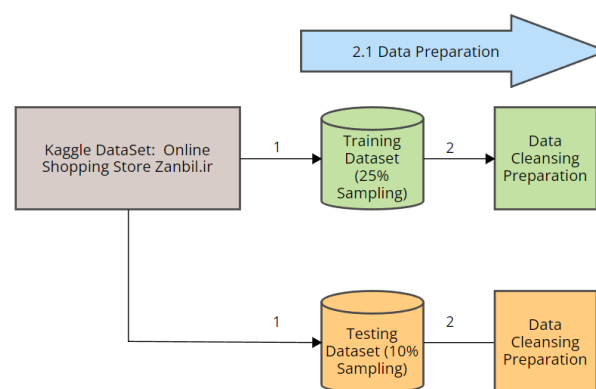 2.1 Data Preparation
Kaggle DataSet:  Online
Shopping Store Zanbil.ir
1
Training
Dataset
(25%
Sampling)
2
Data
Cleansing
Preparation
1
Testing
Dataset (10%
Sampling)
2
Data
Cleansing
Preparation